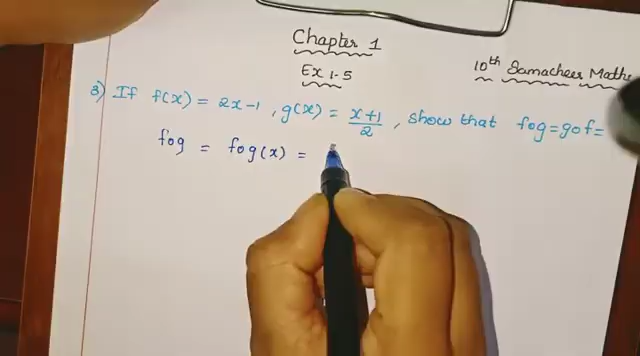 Chapter 1
Ex 1.5
10th Samacheer Maths
3) If f(x) = 2x-1, g(x) = x+1/2, show that fog=gof=
fog = fog(x) =